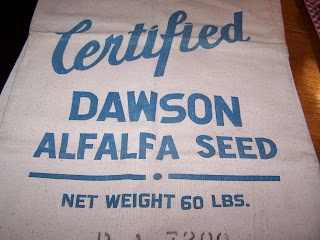 Certified
DAWSON
ALFALFA SEED
NET WEIGHT 60 LBS.